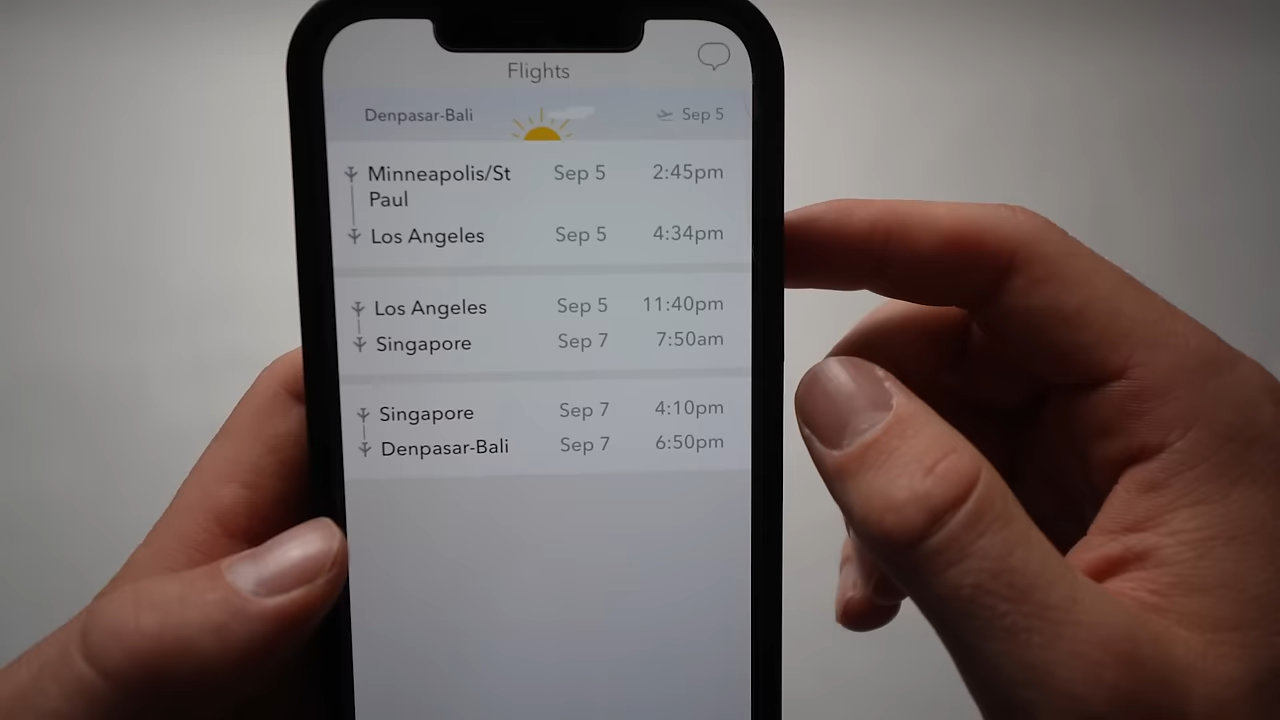 Flights
Denpasar-Bali Sep 5
Minneapolis/St Sep 5 2:45pm
Paul
Los Angeles Sep 5 4:34pm
Los Angeles Sep 5 11:40pm
Singapore Sep 7 7:50am
Singapore Sep 7 4:10pm
Denpasar-Bali Sep 7 6:50pm